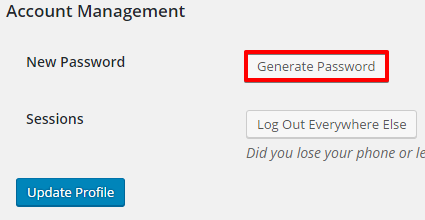 Account Management
New Password
Generate Password
Sessions
Log Out Everywhere Else
Did you lose your phone or
Update Profile